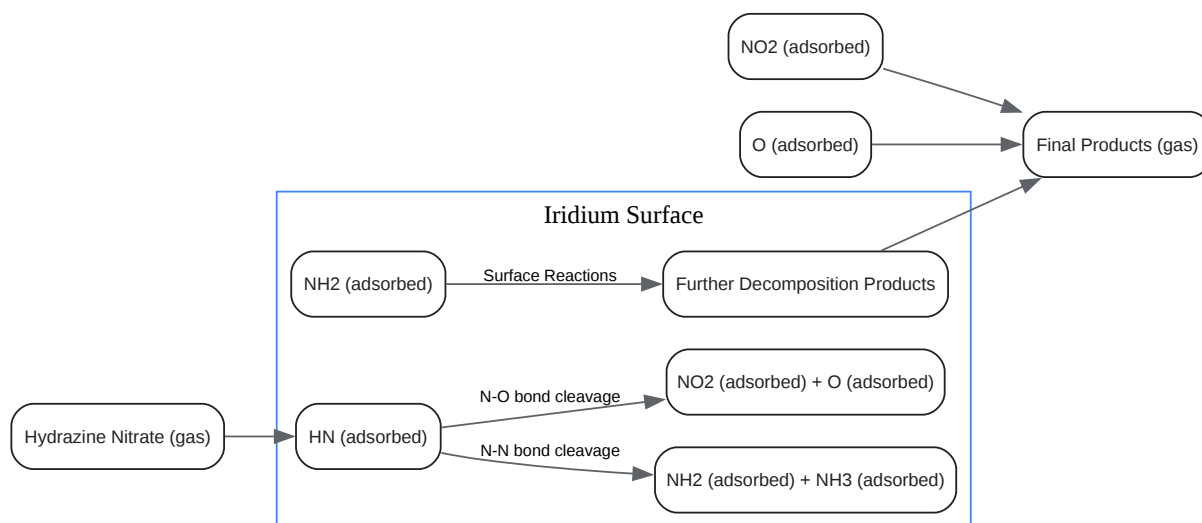 NO2 (adsorbed)
O (adsorbed)
Final Products (gas)
Iridium Surface
NH2 (adsorbed)
Surface Reactions
Further Decomposition Products
NO2 (adsorbed) + O (adsorbed)
N-O bond cleavage
Hydrazine Nitrate (gas)
HN (adsorbed)
N-N bond cleavage
NH2 (adsorbed) + NH3 (adsorbed)